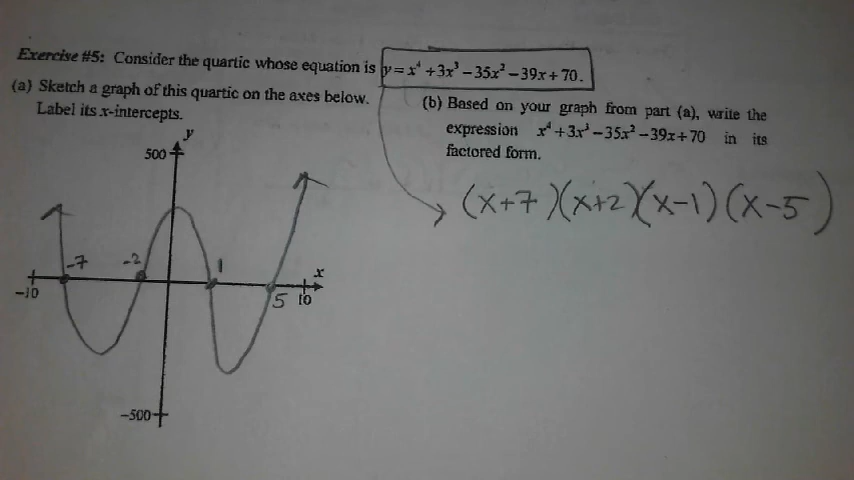 Exercise #5: Consider the quartic whose equation is y = x⁴ + 3x³ − 35x² − 39x + 70.
(a) Sketch a graph of this quartic on the axes below.
Label its x-intercepts.
(b) Based on your graph from part (a), write the
expression x⁴ + 3x³ − 35x² − 39x + 70 in its
factored form.
(x+7)(x+2)(x-1)(x-5)
y
500
-7
-2
1
x
-10
5
10
-500